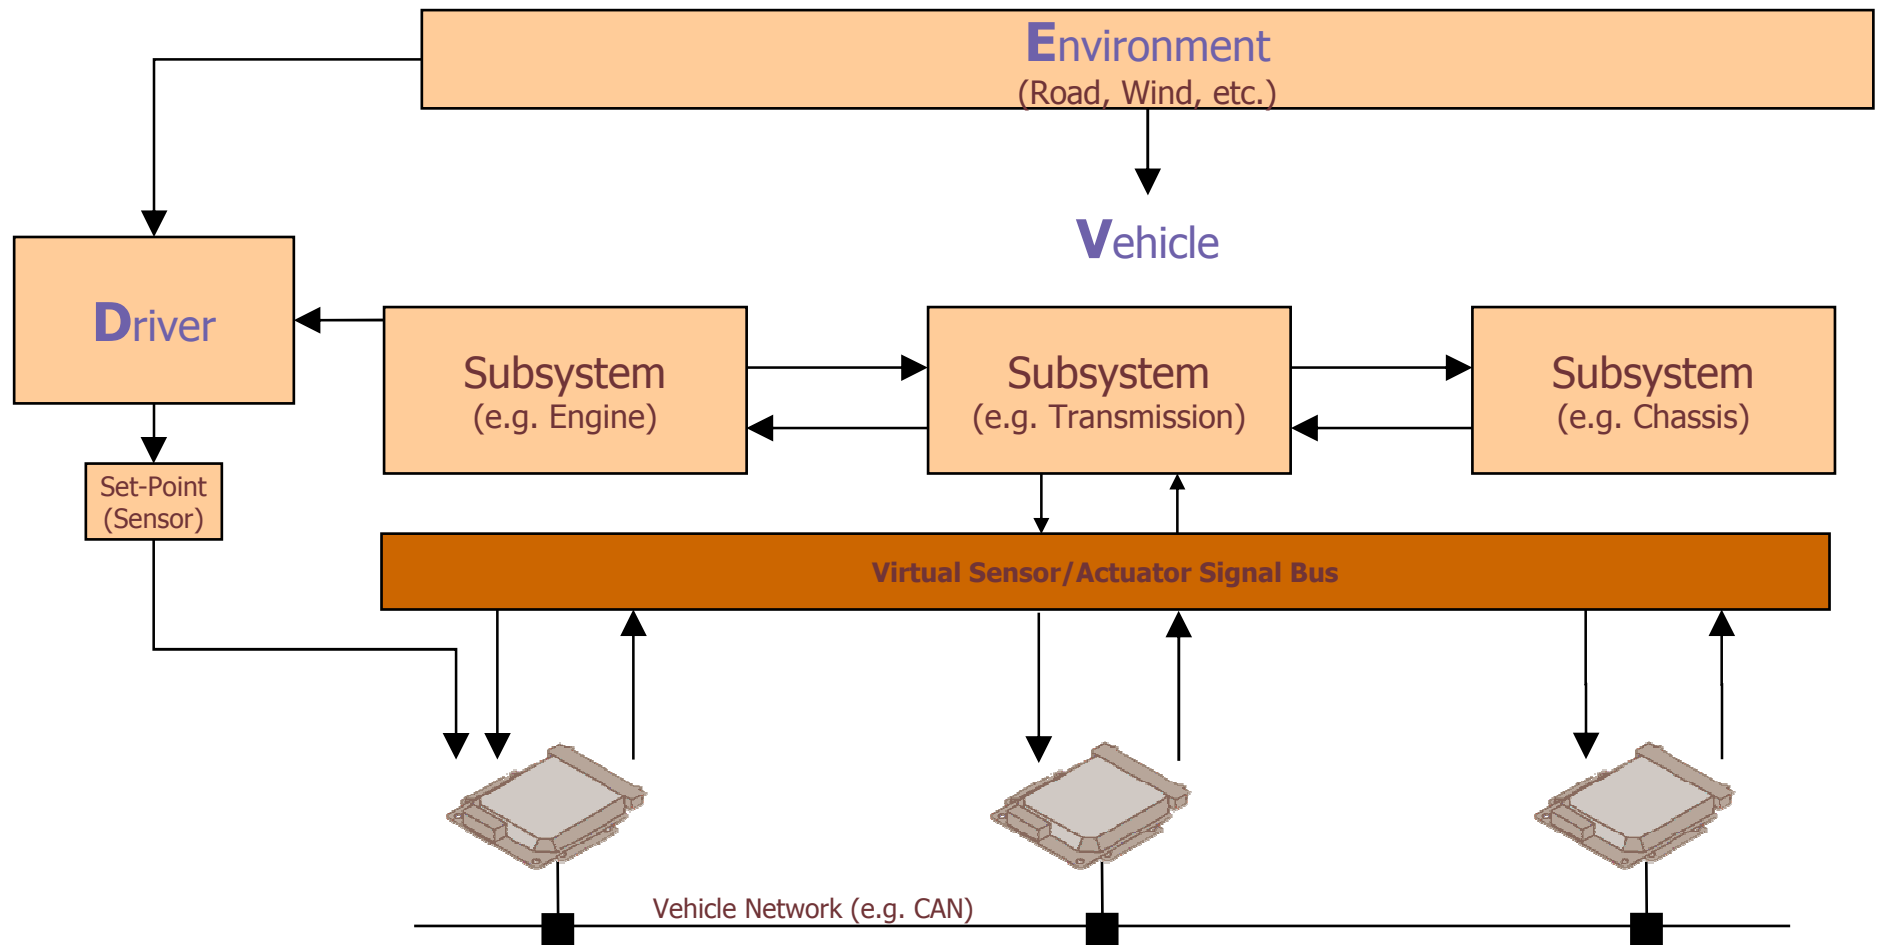 Environment
(Road, Wind, etc.)
Vehicle
Driver
Subsystem
(e.g. Engine)
Subsystem
(e.g. Transmission)
Subsystem
(e.g. Chassis)
Set-Point
(Sensor)
Virtual Sensor/Actuator Signal Bus
Vehicle Network (e.g. CAN)